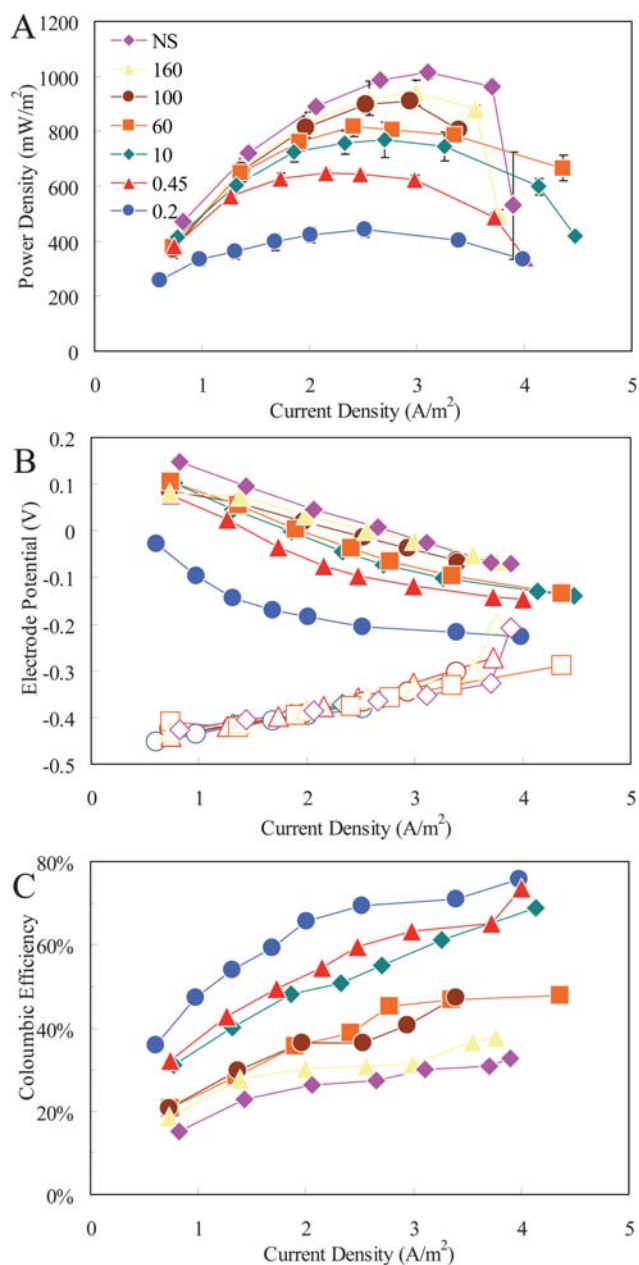 A
1200
1000
800
600
400
200
0
Power Density (mW/m²)
NS
160
100
60
10
0.45
0.2
0 1 2 3 4 5
Current Density (A/m²)
B
0.2
0.1
0
-0.1
-0.2
-0.3
-0.4
-0.5
Electrode Potential (V)
0 1 2 3 4 5
Current Density (A/m²)
C
80%
60%
40%
20%
0%
Coloumbic Efficiency
0 1 2 3 4 5
Current Density (A/m²)